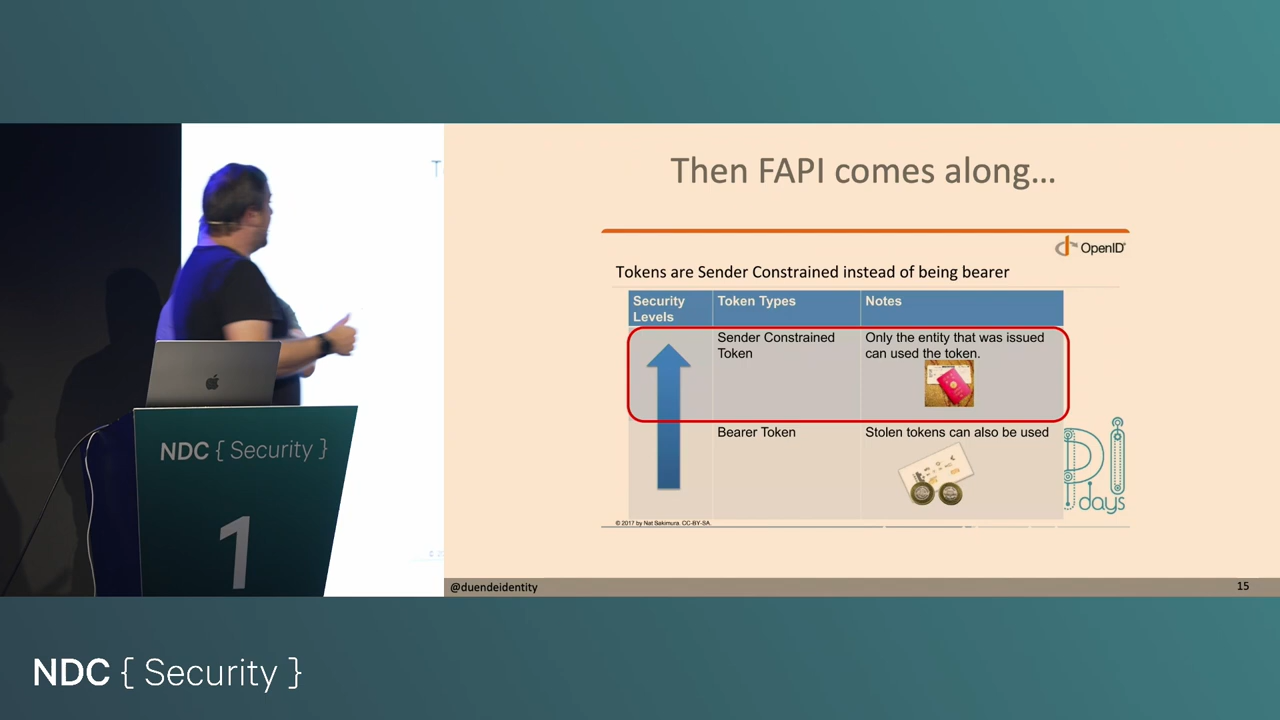 Then FAPI comes along…
OpenID
Tokens are Sender Constrained instead of being bearer
Security Levels
Token Types
Notes
Sender Constrained
Token
Only the entity that was issued
can used the token.
Bearer Token
Stolen tokens can also be used
PI
days
© 2017 by Nat Sakimura. CC-BY-SA.
@duendeidentity
15
NDC { Security }
1
NDC { Security }